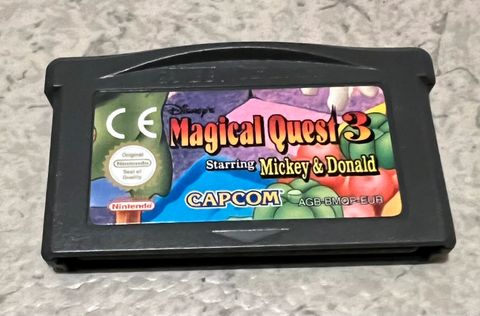 CE
Disney's
Magical Quest 3
Starring Mickey & Donald
Original
Nintendo
Seal of
Quality
Nintendo
CAPCOM
AGB-BMQP-EUR